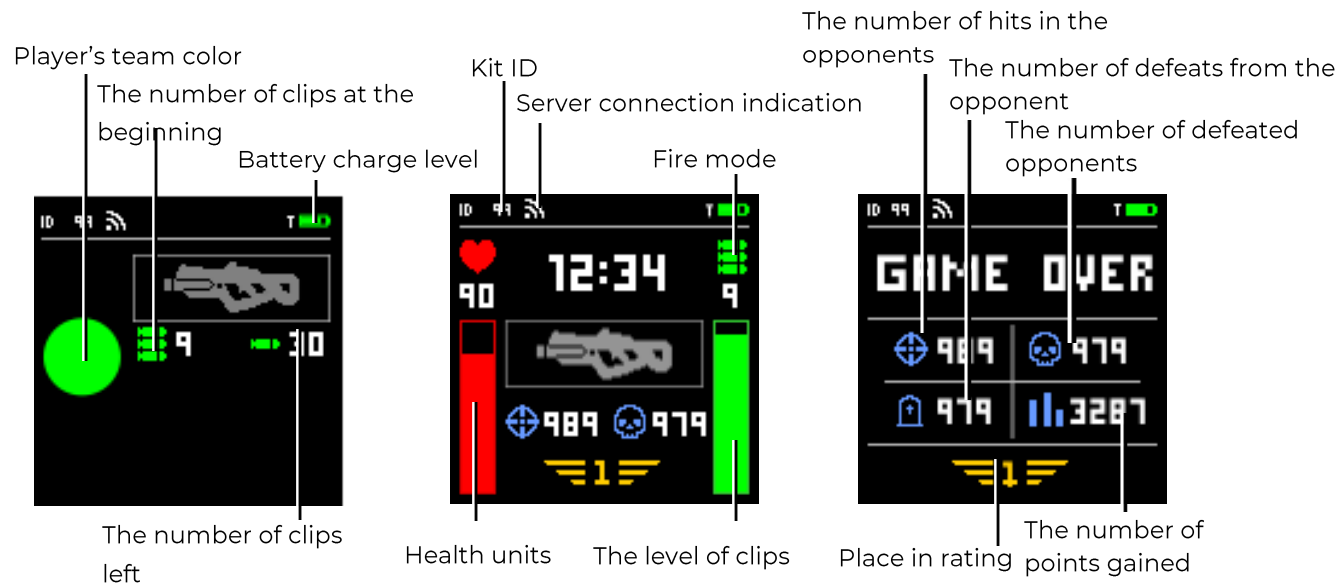 The number of hits in the
opponents
Player's team color
Kit ID
The number of defeats from the
opponent
The number of clips at the
beginning
Server connection indication
The number of defeated
opponents
Battery charge level
Fire mode
ID 99 T
9 30
ID 99 T
12:34
90 9
989 979
1
ID 99 T
GAME OVER
989 979
979 3287
1
The number of clips
left
Health units
The level of clips
Place in rating
The number of
points gained